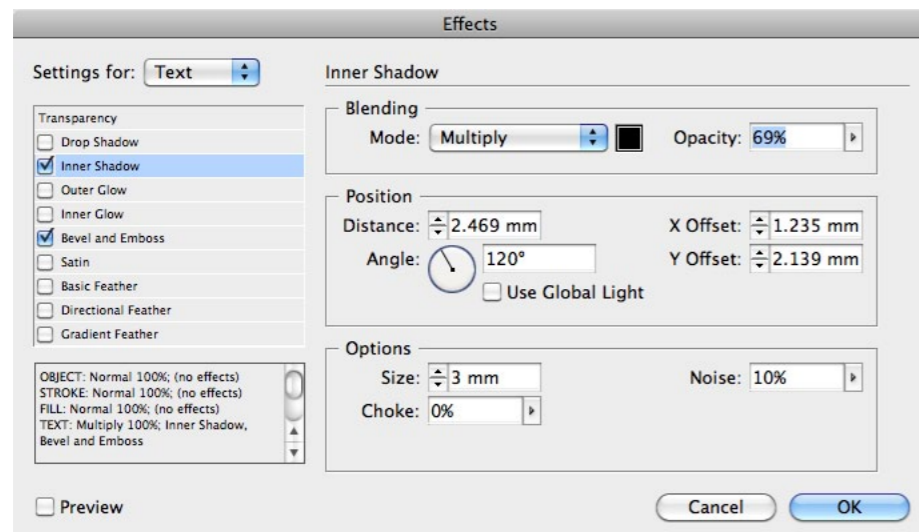 Effects
Settings for: Text
Transparency
Drop Shadow
Inner Shadow
Outer Glow
Inner Glow
Bevel and Emboss
Satin
Basic Feather
Directional Feather
Gradient Feather
OBJECT: Normal 100%; (no effects)
STROKE: Normal 100%; (no effects)
FILL: Normal 100%; (no effects)
TEXT: Multiply 100%; Inner Shadow,
Bevel and Emboss
Preview
Inner Shadow
Blending
Mode: Multiply Opacity: 69%
Position
Distance: 2.469 mm X Offset: 1.235 mm
Angle: 120° Y Offset: 2.139 mm
Use Global Light
Options
Size: 3 mm Noise: 10%
Choke: 0%
Cancel OK